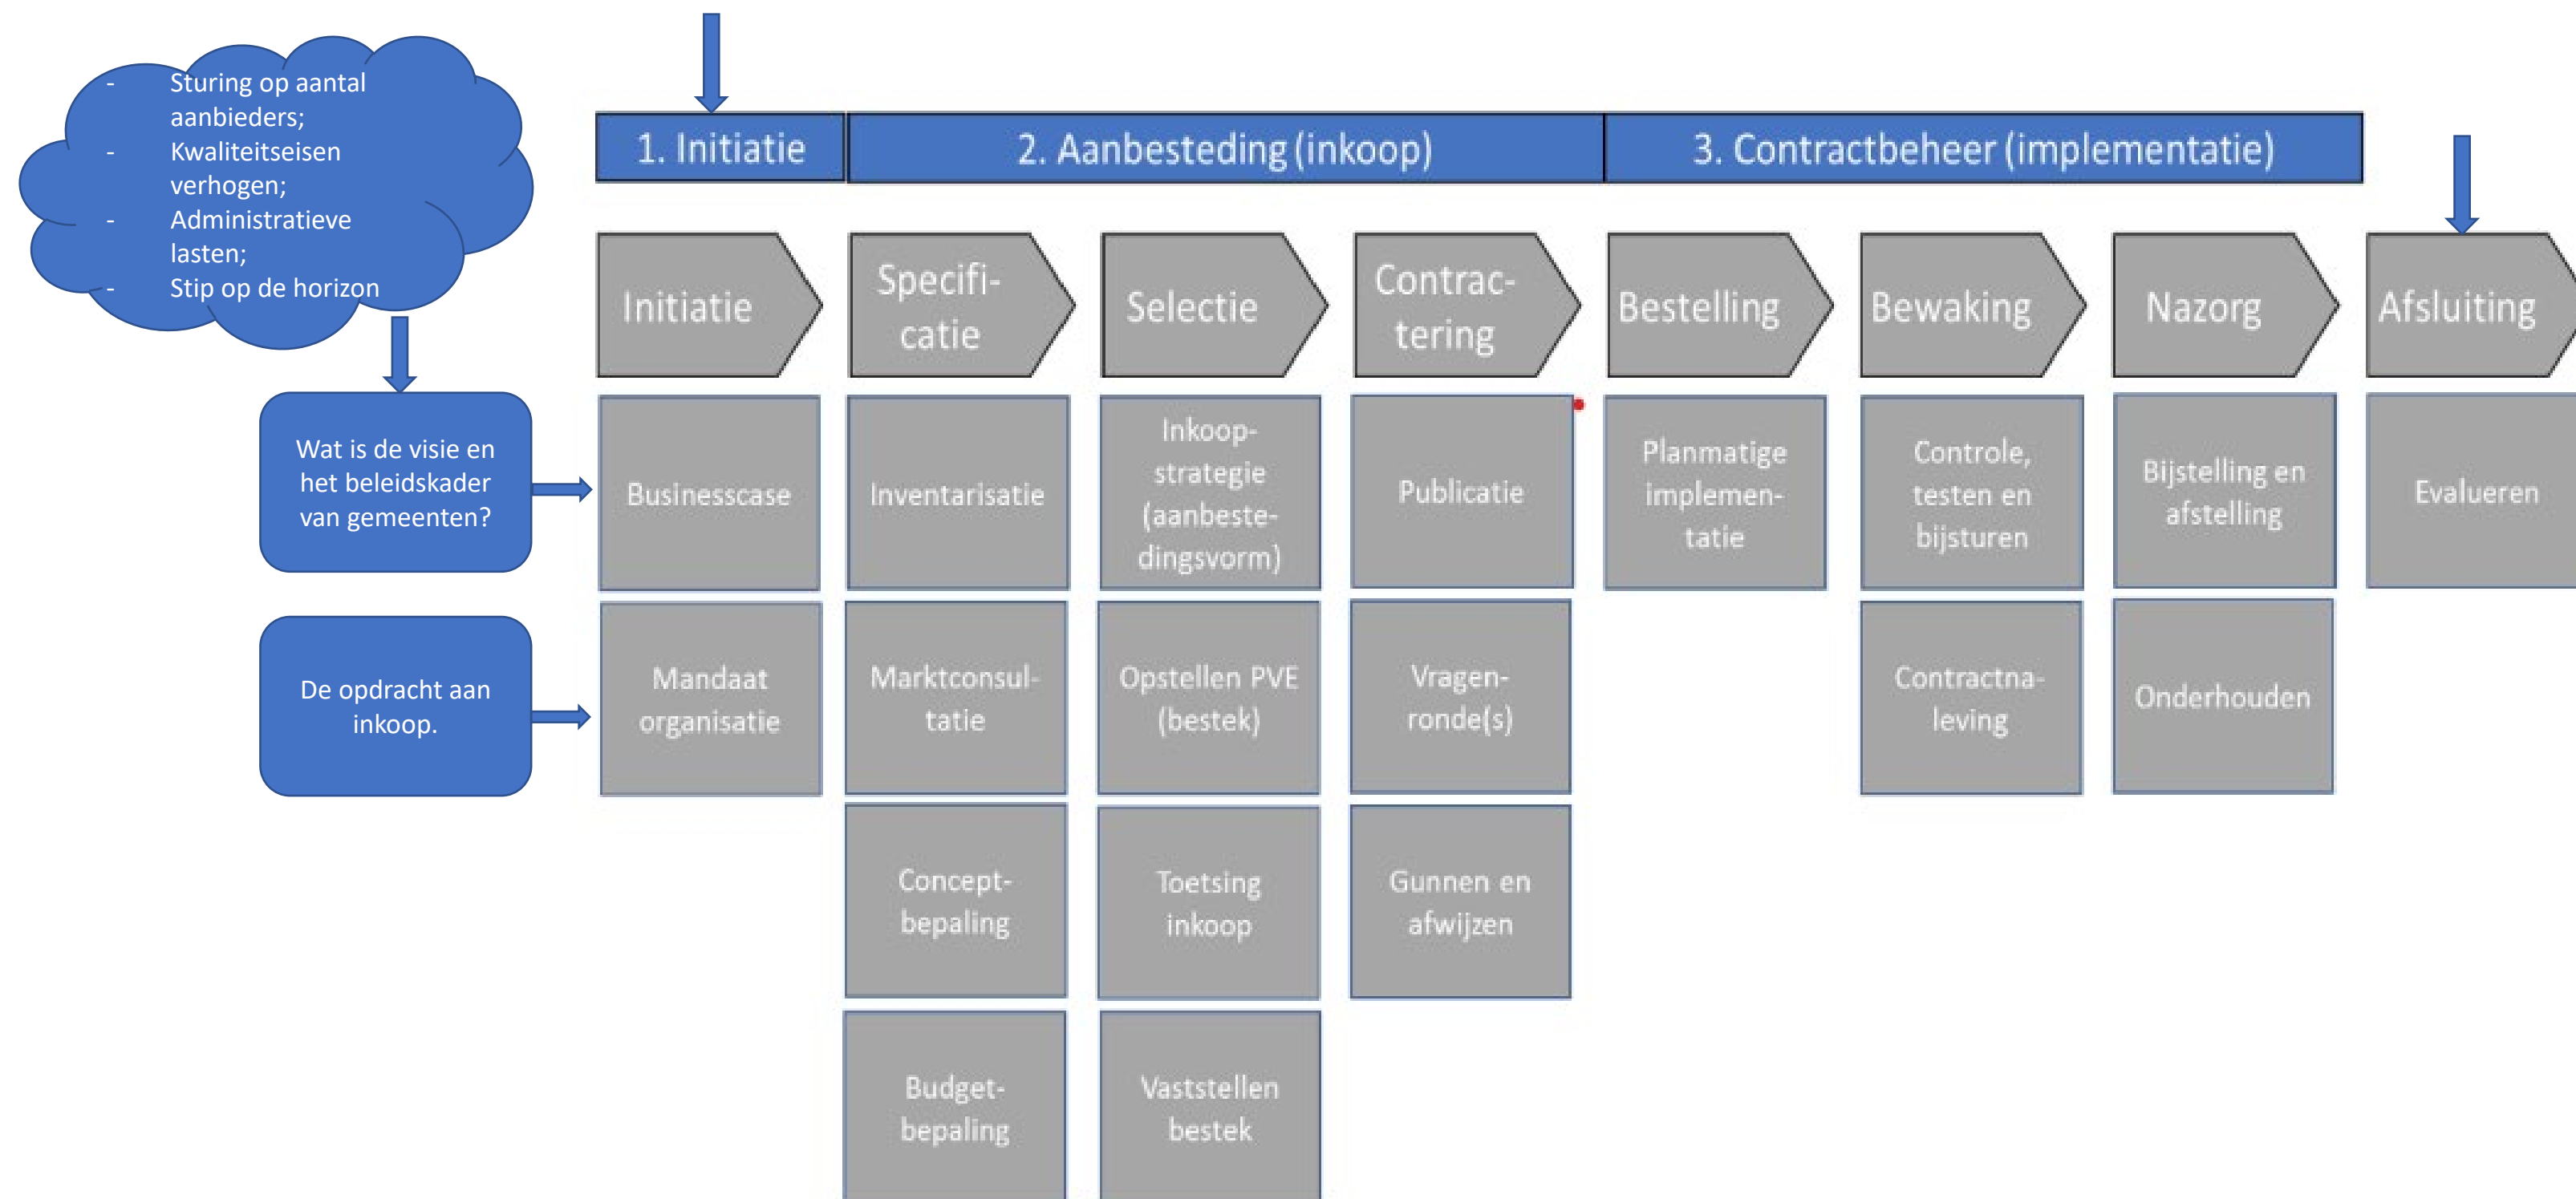 - Sturing op aantal
aanbieders;
- Kwaliteitseisen
verhogen;
- Administratieve
lasten;
- Stip op de horizon
1. Initiatie
2. Aanbesteding (inkoop)
3. Contractbeheer (implementatie)
Initiatie
Specifi-
catie
Selectie
Contrac-
tering
Bestelling
Bewaking
Nazorg
Afsluiting
Wat is de visie en
het beleidskader
van gemeenten?
Businesscase
Inventarisatie
Inkoop-
strategie
(aanbeste-
dingsvorm)
Publicatie
Planmatige
implemen-
tatie
Controle,
testen en
bijsturen
Bijstelling en
afstelling
Evalueren
De opdracht aan
inkoop.
Mandaat
organisatie
Marktconsul-
tatie
Opstellen PVE
(bestek)
Vragen-
ronde(s)
Contractna-
leving
Onderhouden
Concept-
bepaling
Toetsing
inkoop
Gunnen en
afwijzen
Budget-
bepaling
Vaststellen
bestek